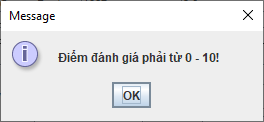 Message
Điểm đánh giá phải từ 0 - 10!
OK